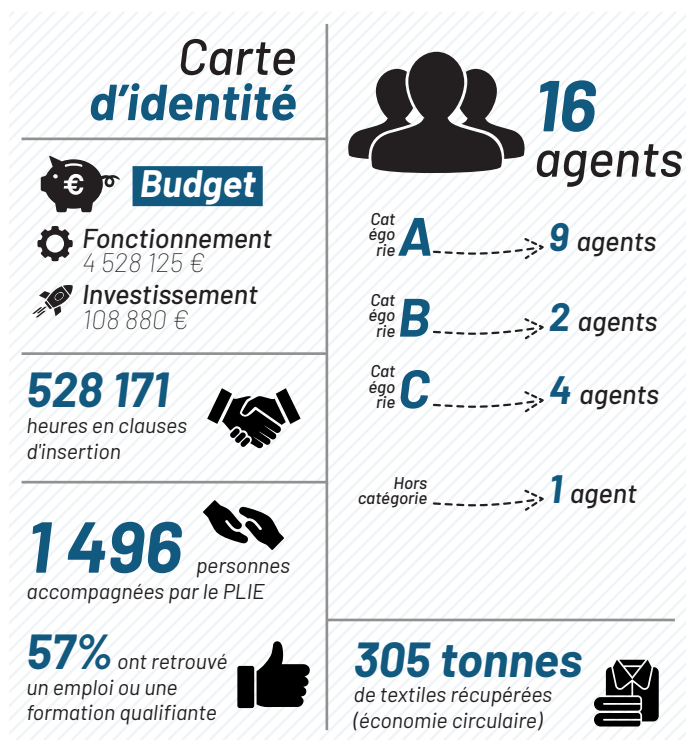 Carte
d'identité
€
Budget
Fonctionnement
4 528 125 €
Investissement
108 880 €
528 171
heures en clauses
d'insertion
1 496 personnes
accompagnées par le PLIE
57% ont retrouvé
un emploi ou une
formation qualifiante
16
agents
Cat
égo
rie A 9 agents
Cat
égo
rie B 2 agents
Cat
égo
rie C 4 agents
Hors
catégorie 1 agent
305 tonnes
de textiles récupérées
(économie circulaire)